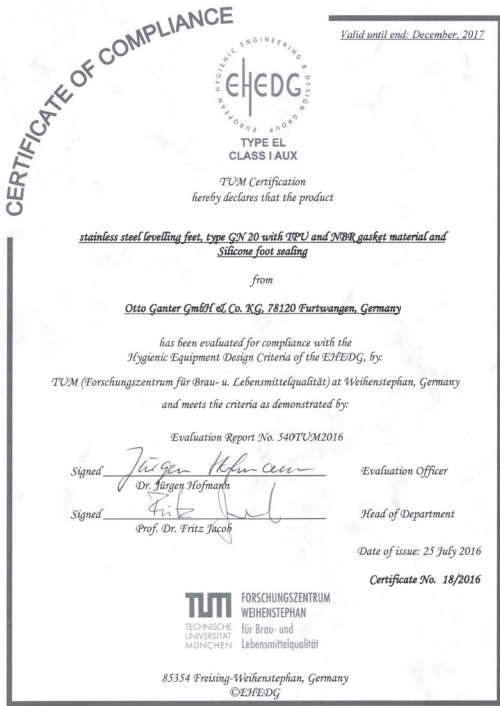 CERTIFICATE OF COMPLIANCE
Valid until end: December, 2017
EUROPEAN HYGIENIC ENGINEERING & DESIGN GROUP
EHEDG
TYPE EL
CLASS I AUX
TUM Certification
hereby declares that the product
stainless steel levelling feet, type GN 20 with TPU and NBR gasket material and
Silicone foot sealing
from
Otto Ganter GmbH & Co. KG, 78120 Furtwangen, Germany
has been evaluated for compliance with the
Hygienic Equipment Design Criteria of the EHEDG, by:
TUM (Forschungszentrum für Brau- u. Lebensmittelqualität) at Weihenstephan, Germany
and meets the criteria as demonstrated by:
Evaluation Report No. 540TUM2016
Signed Jürgen Hofmann Evaluation Officer
Dr. Jürgen Hofmann
Signed Fritz Jacob Head of Department
Prof. Dr. Fritz Jacob
Date of issue: 25 July 2016
Certificate No. 18/2016
TUM
TECHNISCHE
UNIVERSITÄT
MÜNCHEN
FORSCHUNGSZENTRUM
WEIHENSTEPHAN
für Brau- und
Lebensmittelqualität
85354 Freising-Weihenstephan, Germany
©EHEDG